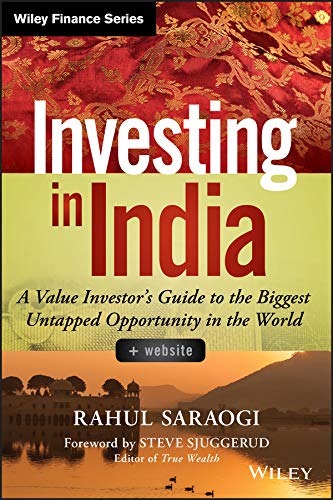 Wiley Finance Series
Investing
in India
A Value Investor's Guide to the Biggest
Untapped Opportunity in the World
+ website
RAHUL SARAOGI
Foreword by STEVE SJUGGERUD
Editor of True Wealth
WILEY